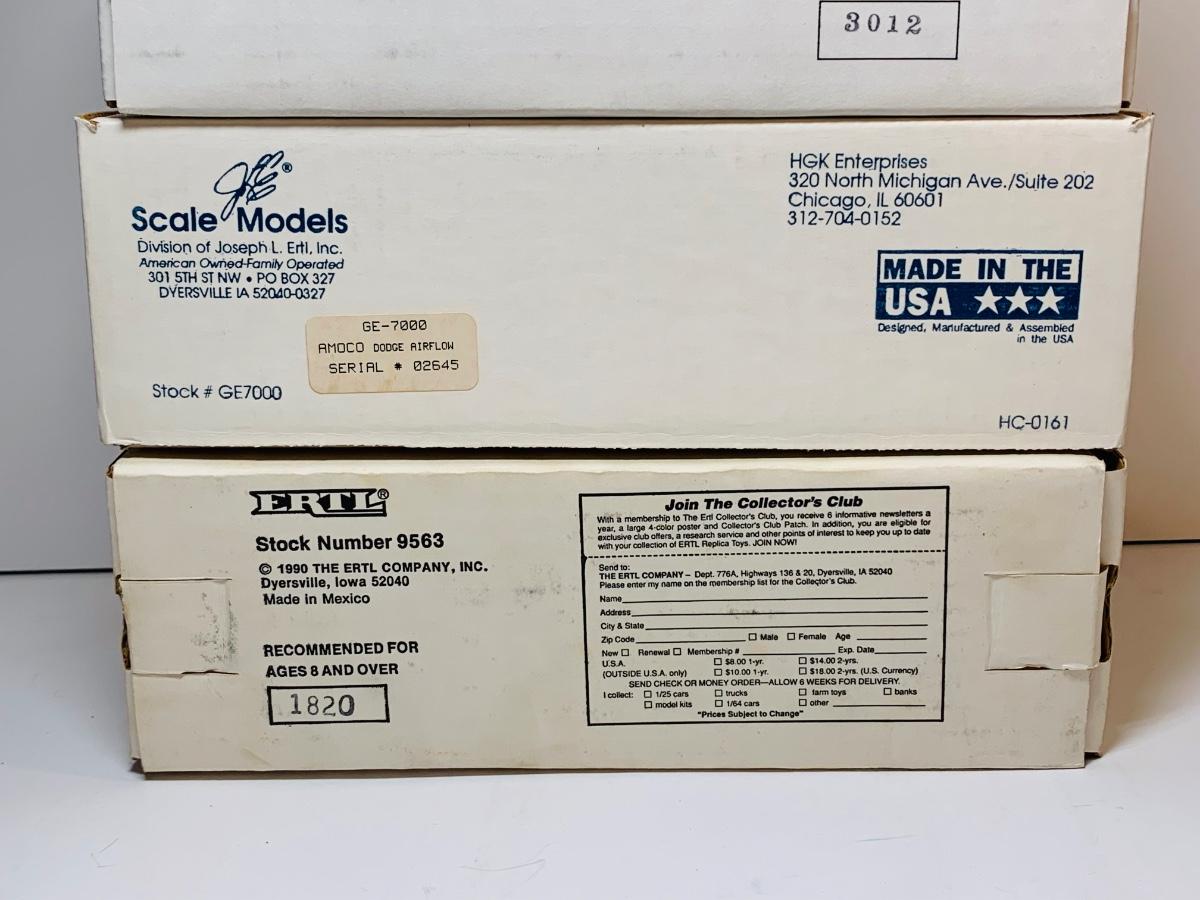 3012
JLE®
Scale Models
Division of Joseph L. Ertl, Inc.
American Owned-Family Operated
301 5TH ST NW • PO BOX 327
DYERSVILLE IA 52040-0327
GE-7000
AMOCO DODGE AIRFLOW
SERIAL # 02645
Stock # GE7000
HGK Enterprises
320 North Michigan Ave./Suite 202
Chicago, IL 60601
312-704-0152
MADE IN THE
USA ★★★
Designed, Manufactured & Assembled
in the USA
HC-0161
ERTL®
Stock Number 9563
© 1990 THE ERTL COMPANY, INC.
Dyersville, Iowa 52040
Made in Mexico
RECOMMENDED FOR
AGES 8 AND OVER
1820
Join The Collector's Club
With a membership to The Ertl Collector's Club, you receive 6 informative newsletters a
year, a large 4-color poster and Collector's Club Patch. In addition, you are eligible for
exclusive club offers, a research service and other points of interest to keep you up to date
with your collection of ERTL Replica Toys. JOIN NOW!
Send to:
THE ERTL COMPANY – Dept. 776A, Highways 136 & 20, Dyersville, IA 52040
Please enter my name on the membership list for the Collector's Club.
Name
Address
City & State
Zip Code ☐ Male ☐ Female Age
New ☐ Renewal ☐ Membership # Exp. Date
U.S.A. ☐ $8.00 1-yr. ☐ $14.00 2-yrs.
(OUTSIDE U.S.A. only) ☐ $10.00 1-yr. ☐ $18.00 2-yrs. (U.S. Currency)
SEND CHECK OR MONEY ORDER—ALLOW 6 WEEKS FOR DELIVERY.
I collect: ☐ 1/25 cars ☐ trucks ☐ farm toys ☐ banks
☐ model kits ☐ 1/64 cars ☐ other
"Prices Subject to Change"